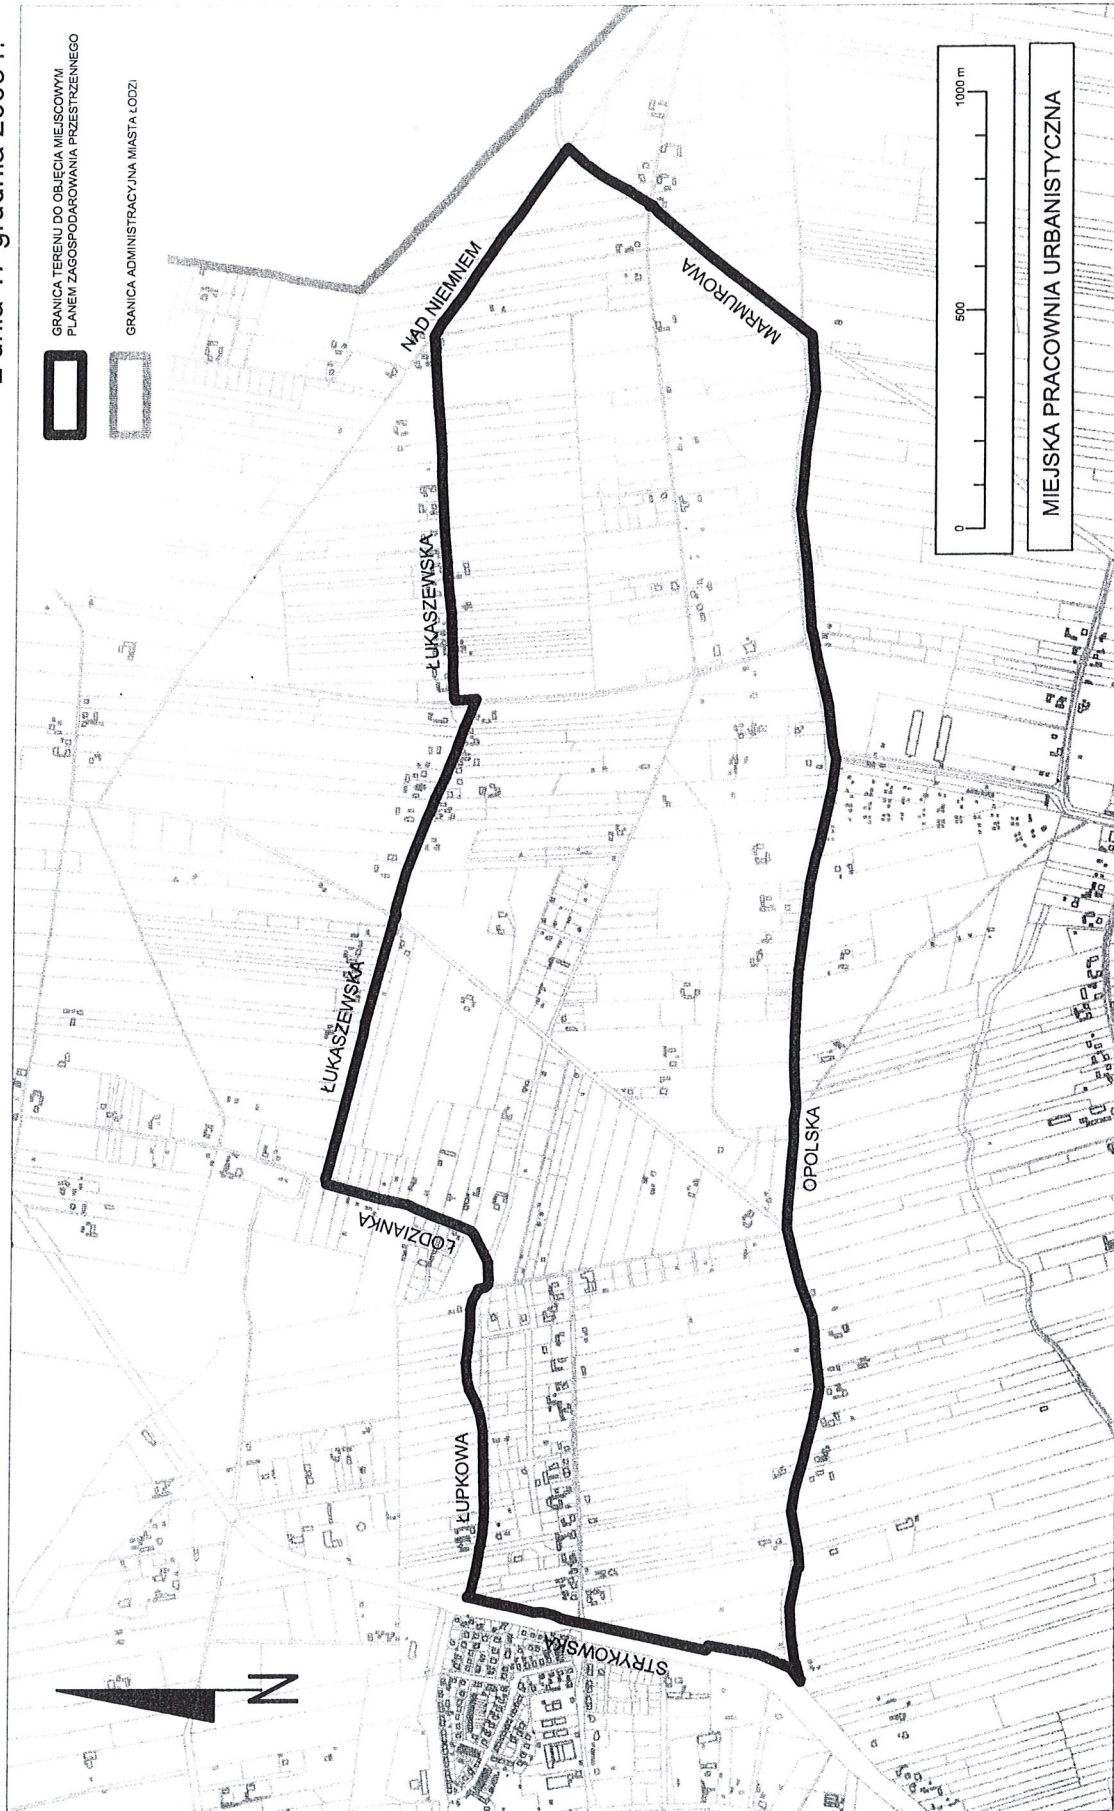 GRANICA TERENU DO OBJĘCIA MIEJSCOWYM
PLANEM ZAGOSPODAROWANIA PRZESTRZENNEGO
GRANICA ADMINISTRACYJNA MIASTA ŁODZI
N
NAD NIEMNEM
MARMUROWA
ŁUKASZEWSKA
ŁUKASZEWSKA
ŁODZIANKA
ŁUPKOWA
STRYKOWSKA
OPOLSKA
0 500 1000 m
MIEJSKA PRACOWNIA URBANISTYCZNA